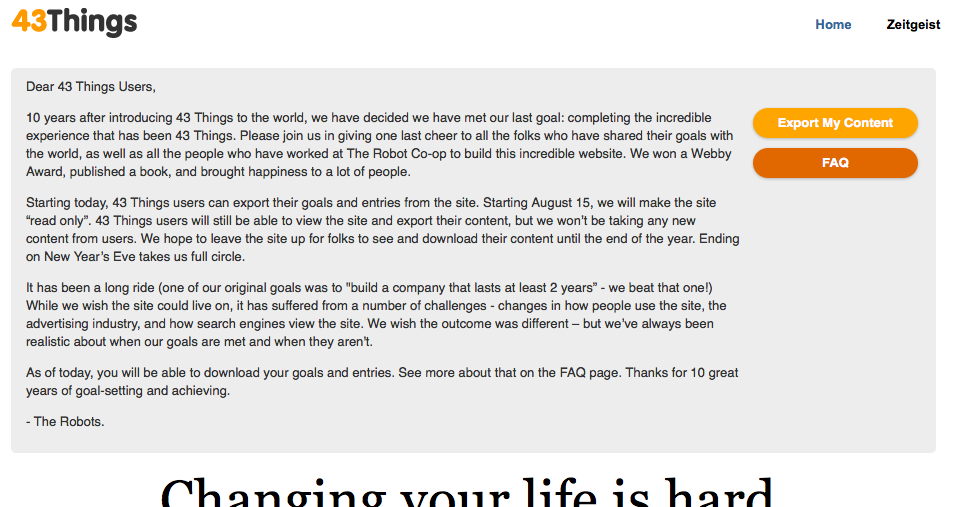 43Things
Home
Zeitgeist
Dear 43 Things Users,
10 years after introducing 43 Things to the world, we have decided we have met our last goal: completing the incredible
experience that has been 43 Things. Please join us in giving one last cheer to all the folks who have shared their goals with
the world, as well as all the people who have worked at The Robot Co-op to build this incredible website. We won a Webby
Award, published a book, and brought happiness to a lot of people.
Export My Content
FAQ
Starting today, 43 Things users can export their goals and entries from the site. Starting August 15, we will make the site
“read only”. 43 Things users will still be able to view the site and export their content, but we won’t be taking any new
content from users. We hope to leave the site up for folks to see and download their content until the end of the year. Ending
on New Year’s Eve takes us full circle.
It has been a long ride (one of our original goals was to "build a company that lasts at least 2 years” - we beat that one!)
While we wish the site could live on, it has suffered from a number of challenges - changes in how people use the site, the
advertising industry, and how search engines view the site. We wish the outcome was different – but we’ve always been
realistic about when our goals are met and when they aren’t.
As of today, you will be able to download your goals and entries. See more about that on the FAQ page. Thanks for 10 great
years of goal-setting and achieving.
- The Robots.
Changing your life is hard